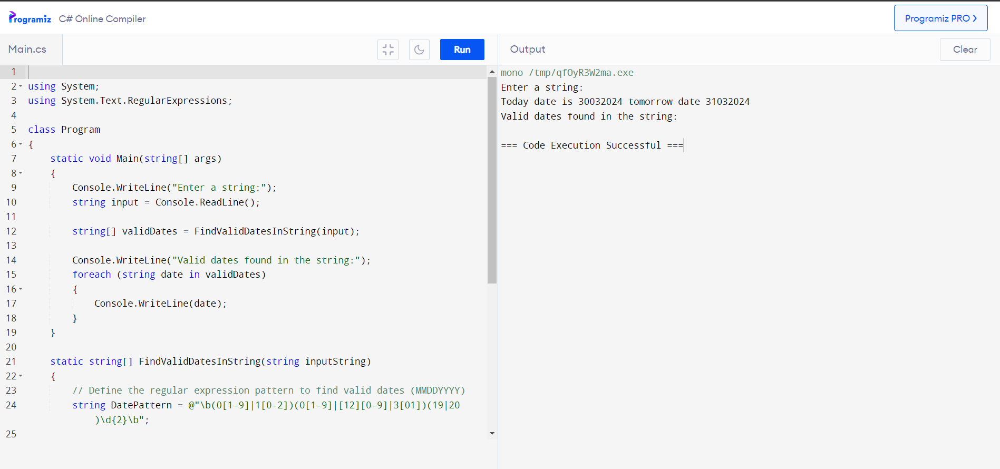 Programiz C# Online Compiler
Programiz PRO
Main.cs
Run
Output
Clear
1
2 using System;
3 using System.Text.RegularExpressions;
4
5 class Program
6 {
7 static void Main(string[] args)
8 {
9 Console.WriteLine("Enter a string:");
10 string input = Console.ReadLine();
11
12 string[] validDates = FindValidDatesInString(input);
13
14 Console.WriteLine("Valid dates found in the string:");
15 foreach (string date in validDates)
16 {
17 Console.WriteLine(date);
18 }
19 }
20
21 static string[] FindValidDatesInString(string inputString)
22 {
23 // Define the regular expression pattern to find valid dates (MMDDYYYY)
24 string DatePattern = @"\b(0[1-9]|1[0-2])(0[1-9]|[12][0-9]|3[01])(19|20
)\d{2}\b";
25
mono /tmp/qfOyR3W2ma.exe
Enter a string:
Today date is 30032024 tomorrow date 31032024
Valid dates found in the string:
=== Code Execution Successful ===